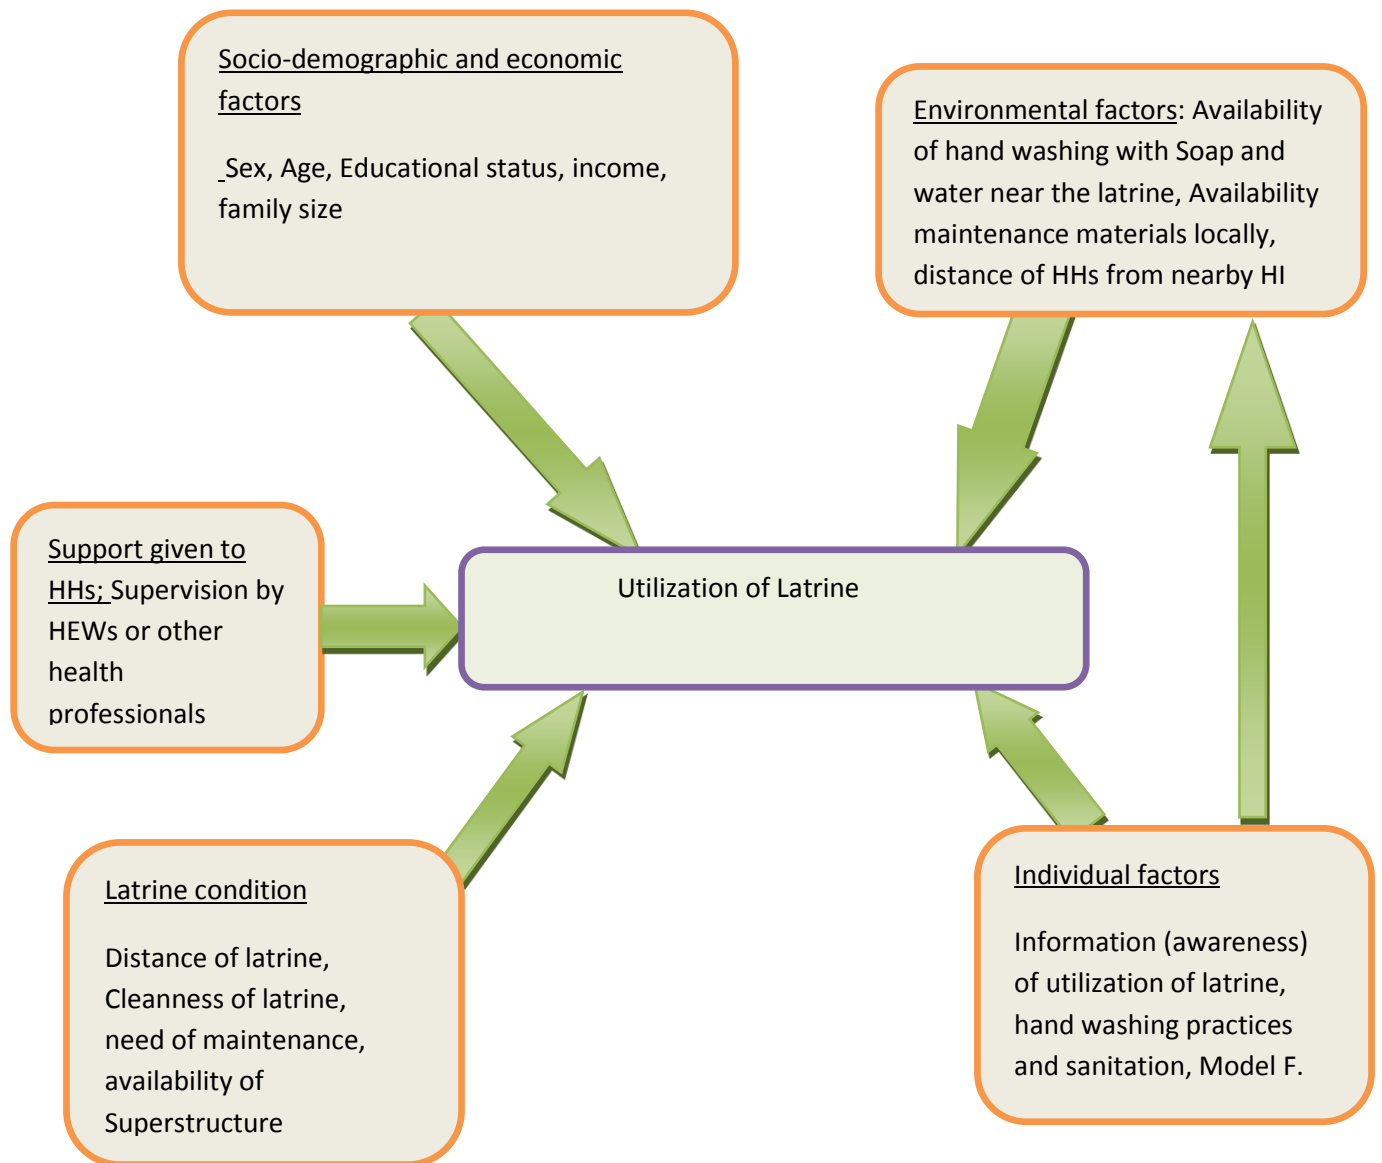 Socio-demographic and economic
factors
Sex, Age, Educational status, income,
family size
Environmental factors: Availability
of hand washing with Soap and
water near the latrine, Availability
maintenance materials locally,
distance of HHs from nearby HI
Support given to
HHs; Supervision by
HEWs or other
health
professionals
Utilization of Latrine
Latrine condition
Distance of latrine,
Cleanness of latrine,
need of maintenance,
availability of
Superstructure
Individual factors
Information (awareness)
of utilization of latrine,
hand washing practices
and sanitation, Model F.